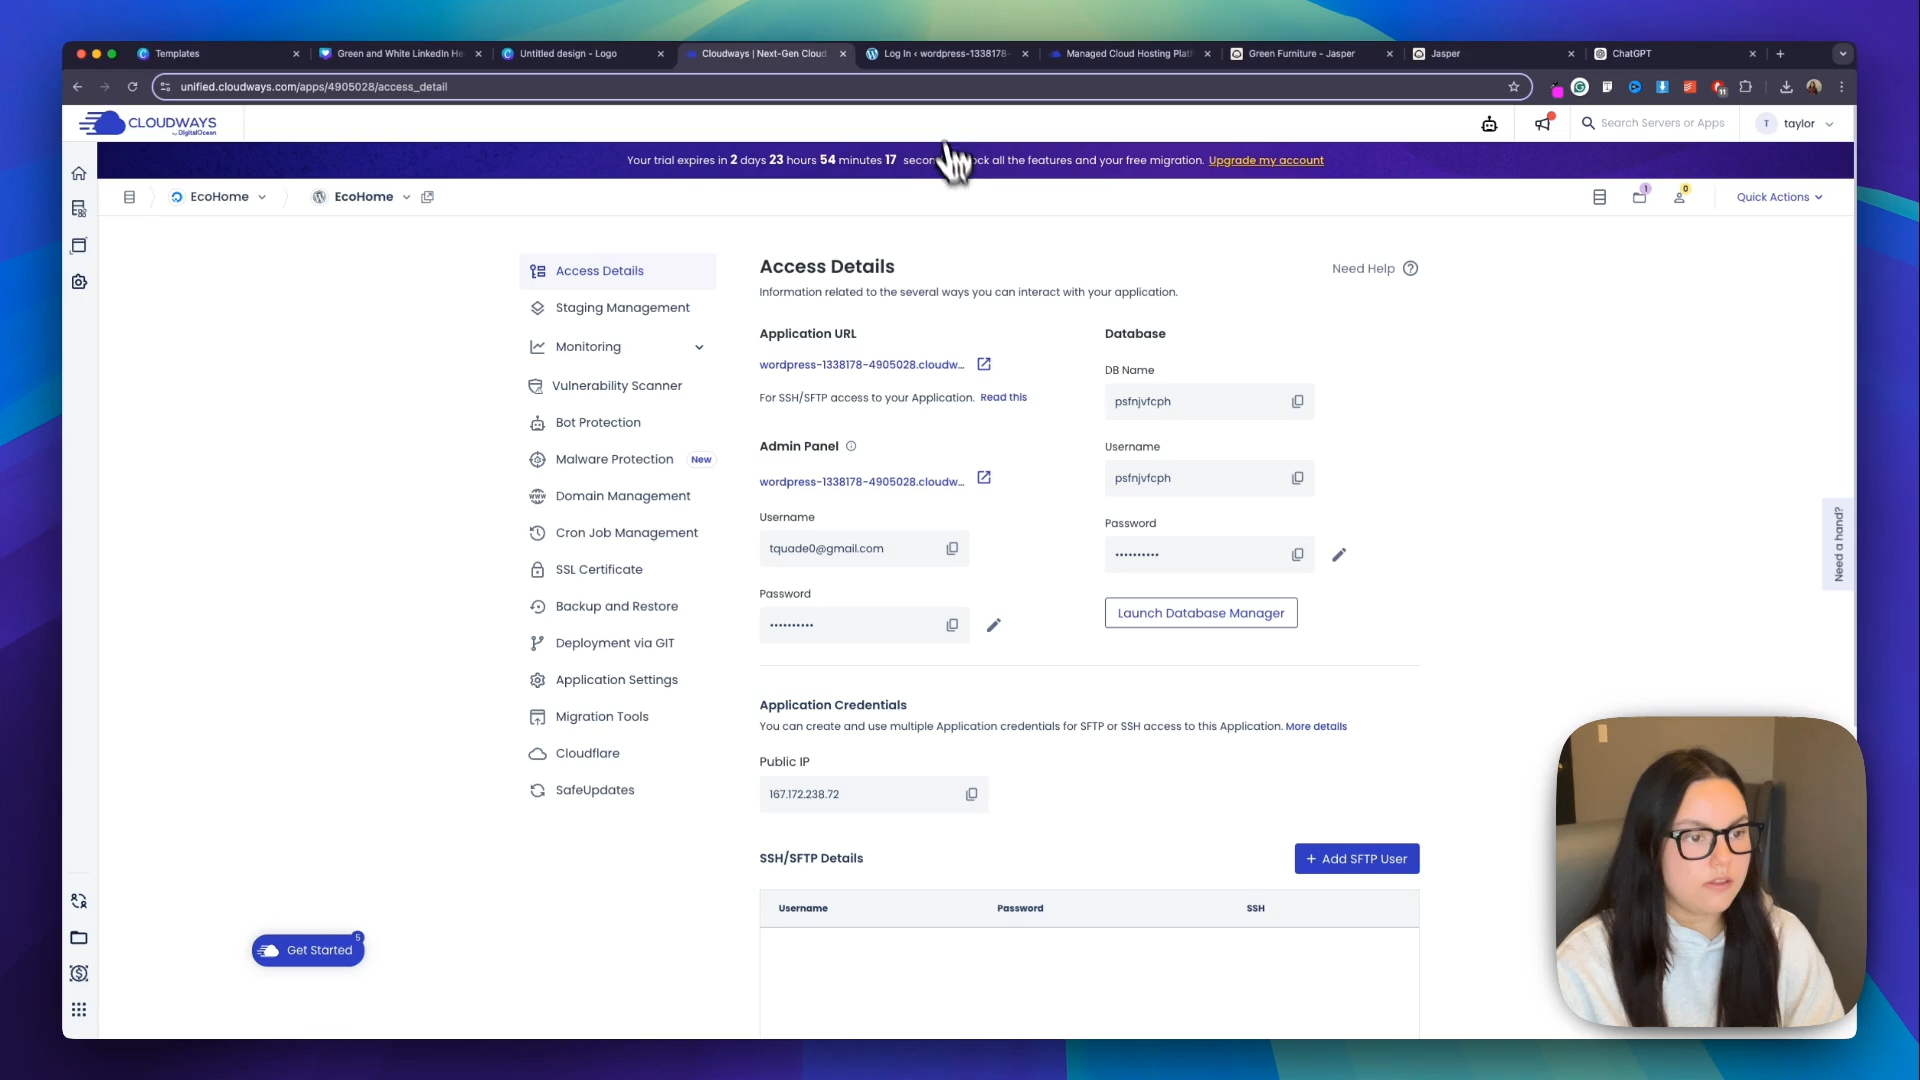 Templates
Green and White LinkedIn He
Untitled design - Logo
Cloudways | Next-Gen Cloud
Log In ‹ wordpress-1338178-
Managed Cloud Hosting Platf
Green Furniture - Jasper
Jasper
ChatGPT
unified.cloudways.com/apps/4905028/access_detail
11
CLOUDWAYS
by DigitalOcean
Search Servers or Apps
T
taylor
Your trial expires in 2 days 23 hours 54 minutes 17 ck all the features and your free migration. Upgrade my account
EcoHome
EcoHome
1
0
Quick Actions
Access Details
Staging Management
Monitoring
Vulnerability Scanner
Bot Protection
Malware Protection New
Domain Management
Cron Job Management
SSL Certificate
Backup and Restore
Deployment via GIT
Application Settings
Migration Tools
Cloudflare
SafeUpdates
Access Details
Need Help
Information related to the several ways you can interact with your application.
Application URL
wordpress-1338178-4905028.cloudw...
For SSH/SFTP access to your Application. Read this
Admin Panel
wordpress-1338178-4905028.cloudw...
Username
tquade0@gmail.com
Password
••••••••••
Database
DB Name
psfnjvfcph
Username
psfnjvfcph
Password
••••••••••
Launch Database Manager
Application Credentials
You can create and use multiple Application credentials for SFTP or SSH access to this Application. More details
Public IP
167.172.238.72
SSH/SFTP Details
+ Add SFTP User
Username
Password
SSH
Get Started
5
Need a hand?